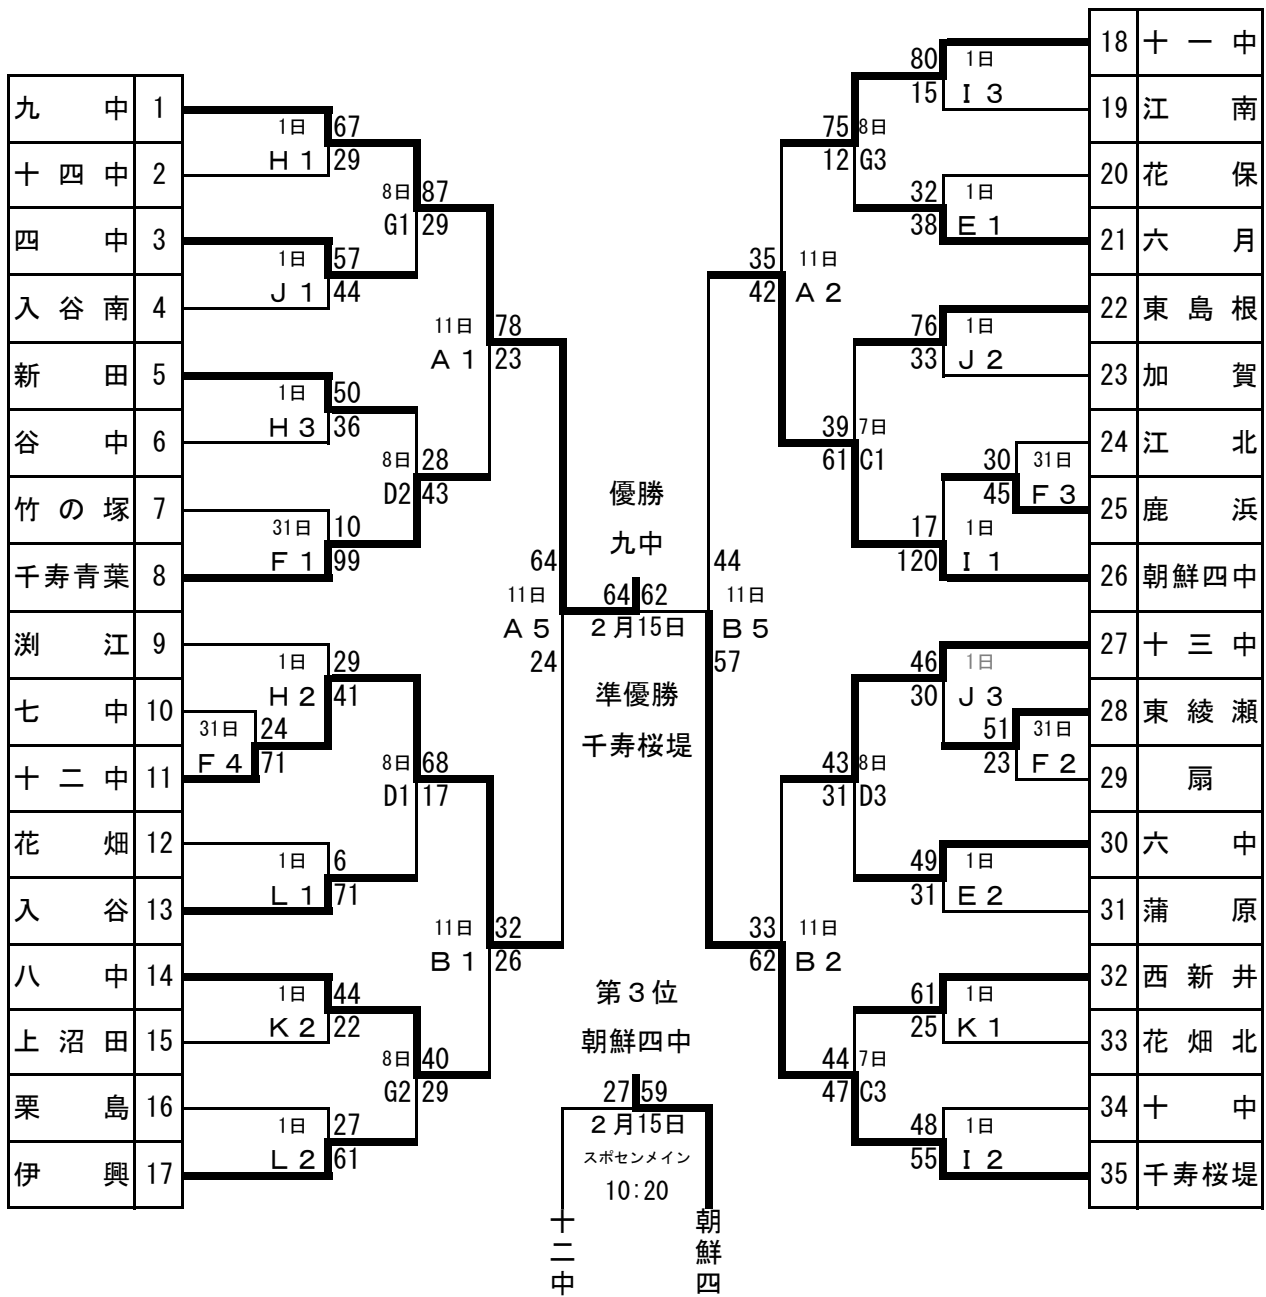 九中 1
十四中 2
四中 3
入谷南 4
新田 5
谷中 6
竹の塚 7
千寿青葉 8
渕江 9
七中 10
十二中 11
花畑 12
入谷 13
八中 14
上沼田 15
栗島 16
伊興 17
1日 67
H1 29
1日 57
J1 44
1日 50
H3 36
31日 10
F1 99
1日 29
H2 41
31日 24
F4 71
1日 6
L1 71
1日 44
K2 22
1日 27
L2 61
8日 87
G1 29
8日 28
D2 43
8日 68
D1 17
8日 40
G2 29
11日 78
A1 23
11日 32
B1 26
64
11日
A5
24
優勝
九中
64 62
2月15日
準優勝
千寿桜堤
第3位
朝鮮四中
27 59
2月15日
スポセンメイン
10:20
十二中
朝鮮四
44
11日
B5
57
35 11日
42 A2
33 11日
62 B2
75 8日
12 G3
39 7日
61 C1
43 8日
31 D3
44 7日
47 C3
80 1日
15 I3
32 1日
38 E1
76 1日
33 J2
30 31日
45 F3
17 1日
120 I1
46 1日
30 J3
51 31日
23 F2
49 1日
31 E2
61 1日
25 K1
48 1日
55 I2
18 十一中
19 江南
20 花保
21 六月
22 東島根
23 加賀
24 江北
25 鹿浜
26 朝鮮四中
27 十三中
28 東綾瀬
29 扇
30 六中
31 蒲原
32 西新井
33 花畑北
34 十中
35 千寿桜堤